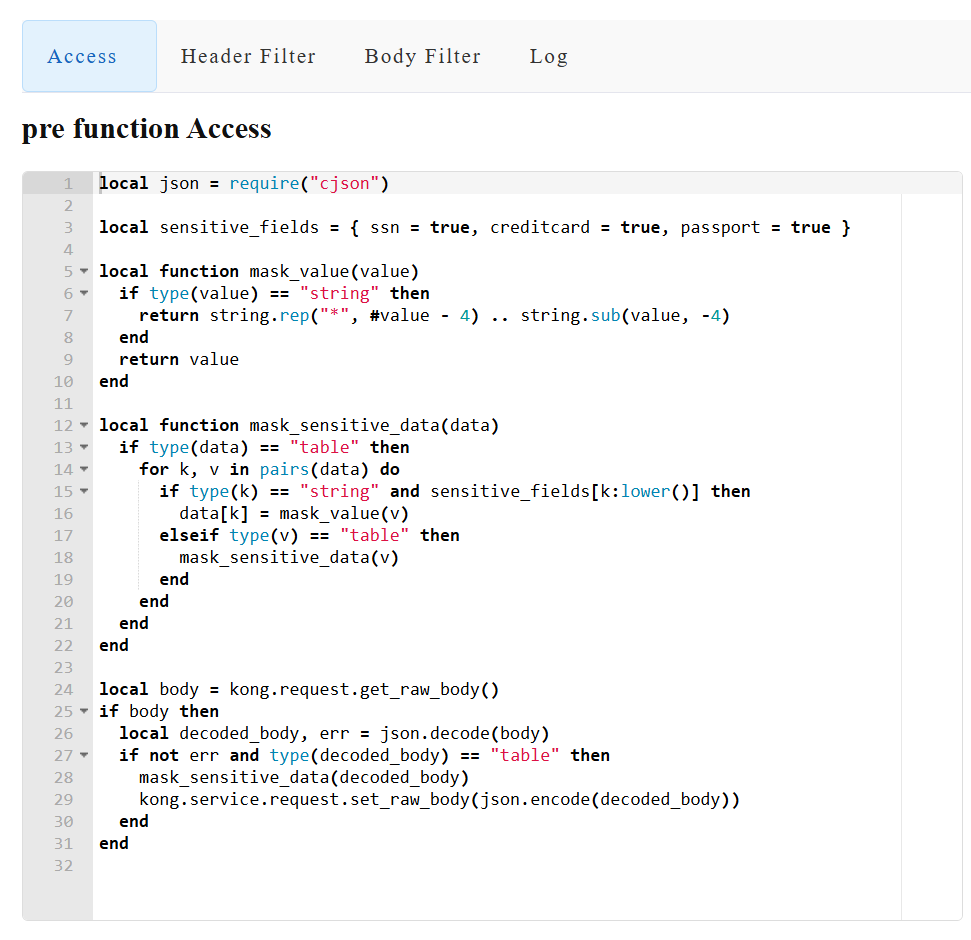 Access Header Filter Body Filter Log
pre function Access
1 local json = require("cjson")
2
3 local sensitive_fields = { ssn = true, creditcard = true, passport = true }
4
5 local function mask_value(value)
6   if type(value) == "string" then
7     return string.rep("*", #value - 4) .. string.sub(value, -4)
8   end
9   return value
10 end
11
12 local function mask_sensitive_data(data)
13   if type(data) == "table" then
14     for k, v in pairs(data) do
15       if type(k) == "string" and sensitive_fields[k:lower()] then
16         data[k] = mask_value(v)
17       elseif type(v) == "table" then
18         mask_sensitive_data(v)
19       end
20     end
21   end
22 end
23
24 local body = kong.request.get_raw_body()
25 if body then
26   local decoded_body, err = json.decode(body)
27   if not err and type(decoded_body) == "table" then
28     mask_sensitive_data(decoded_body)
29     kong.service.request.set_raw_body(json.encode(decoded_body))
30   end
31 end
32